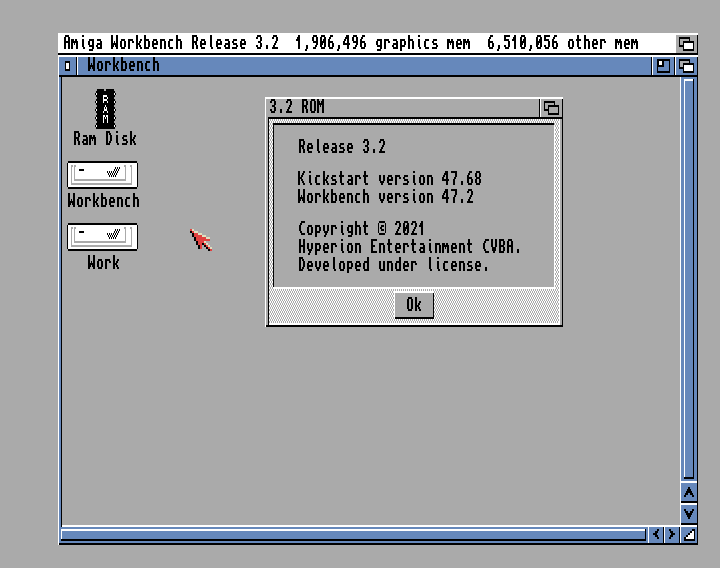 Amiga Workbench Release 3.2 1,906,496 graphics mem 6,510,056 other mem
Workbench
RAM
Ram Disk
Workbench
Work
3.2 ROM
Release 3.2
Kickstart version 47.68
Workbench version 47.2
Copyright © 2021
Hyperion Entertainment CVBA.
Developed under license.
Ok